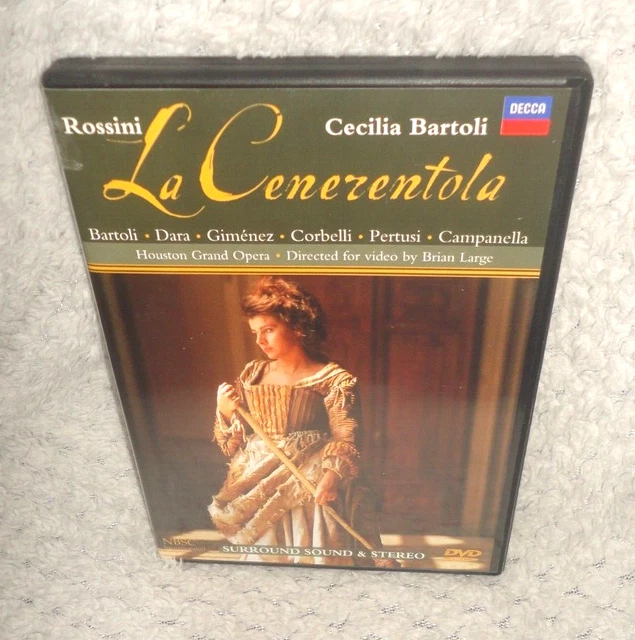 DECCA
Rossini Cecilia Bartoli
La Cenerentola
Bartoli • Dara • Giménez • Corbelli • Pertusi • Campanella
Houston Grand Opera • Directed for video by Brian Large
NBSC
SURROUND SOUND & STEREO DVD